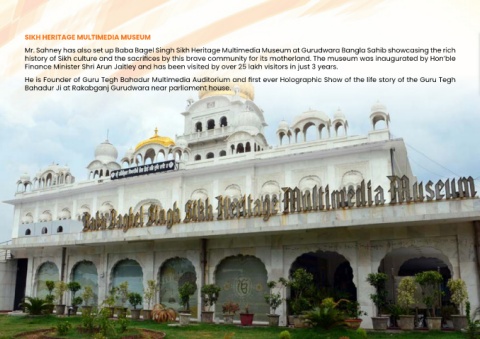 SIKH HERITAGE MULTIMEDIA MUSEUM
Mr. Sahney has also set up Baba Bagel Singh Sikh Heritage Multimedia Museum at Gurudwara Bangla Sahib showcasing the rich
history of Sikh culture and the sacrifices by this brave community for its motherland. The museum was inaugurated by Hon'ble
Finance Minister Shri Arun Jaitley and has been visited by over 25 lakh visitors in just 3 years.
He is Founder of Guru Tegh Bahadur Multimedia Auditorium and first ever Holographic Show of the life story of the Guru Tegh
Bahadur Ji at Rakabganj Gurudwara near parliament house.
Baba Baghel Singh Sikh Heritage Multimedia Museum